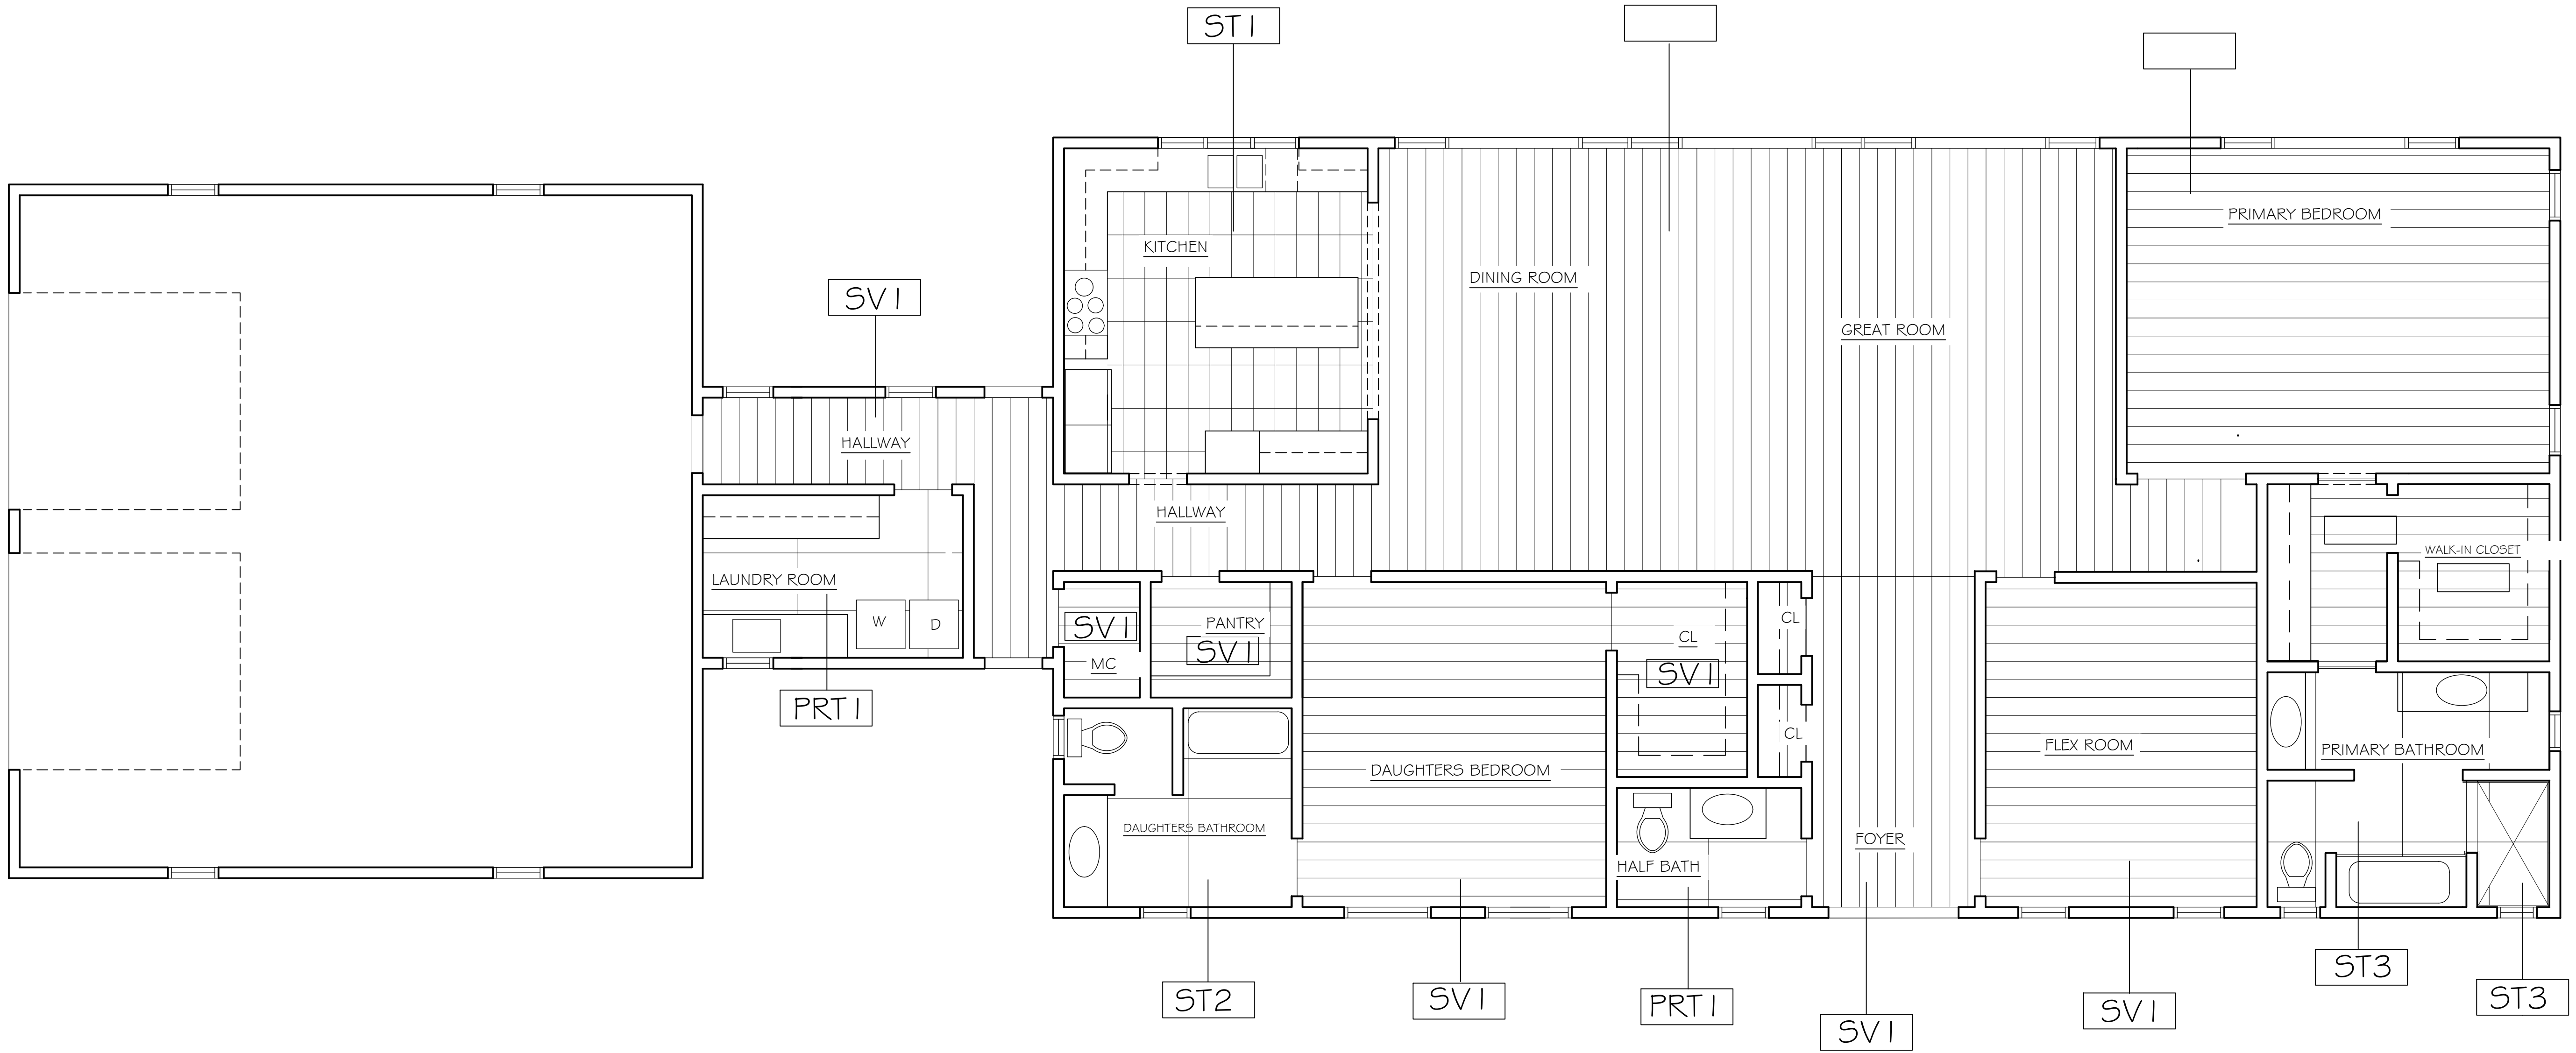 ST1
PRIMARY BEDROOM
KITCHEN
DINING ROOM
SV1
GREAT ROOM
HALLWAY
HALLWAY
WALK-IN CLOSET
LAUNDRY ROOM
W
D
SV1
MC
PANTRY
SV1
CL
SV1
CL
CL
PRT1
FLEX ROOM
PRIMARY BATHROOM
DAUGHTERS BEDROOM
DAUGHTERS BATHROOM
HALF BATH
FOYER
ST3
ST2
SV1
PRT1
SV1
SV1
ST3